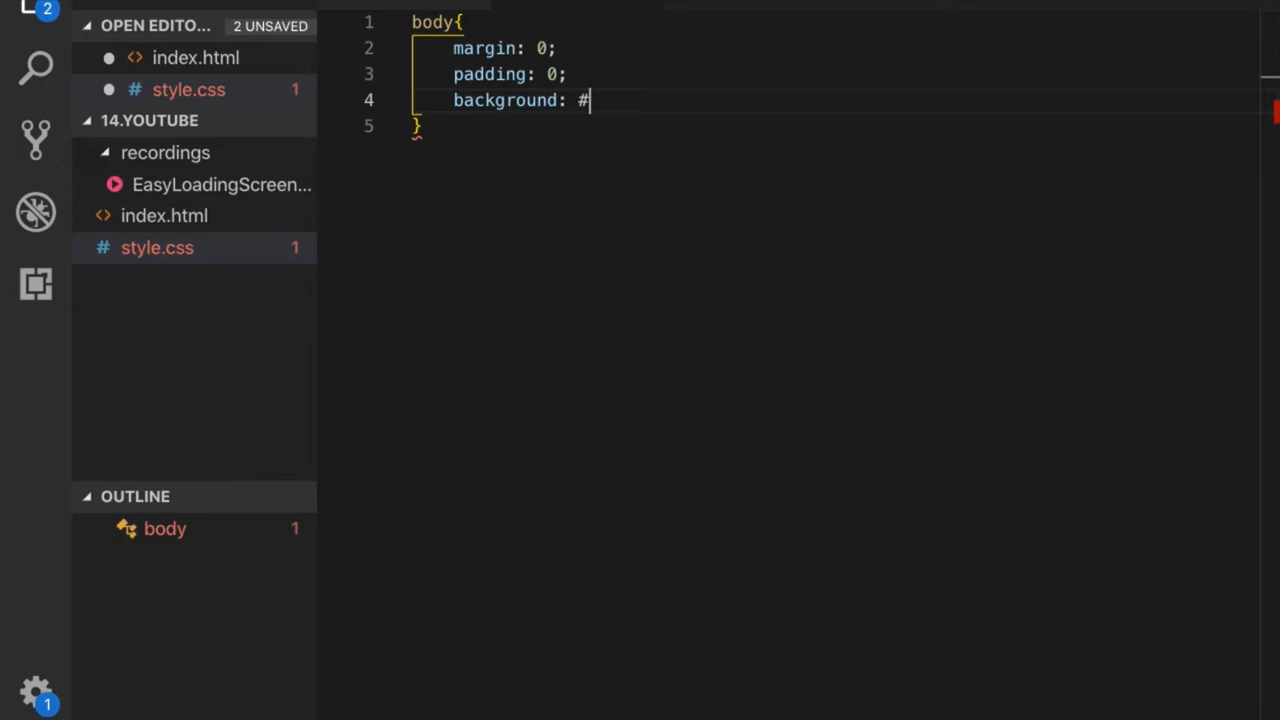 2
OPEN EDITO... 2 UNSAVED
<> index.html
# style.css 1
14.YOUTUBE
recordings
EasyLoadingScreen...
<> index.html
# style.css 1
OUTLINE
body 1
1
1 body{
2 margin: 0;
3 padding: 0;
4 background: #
5 }